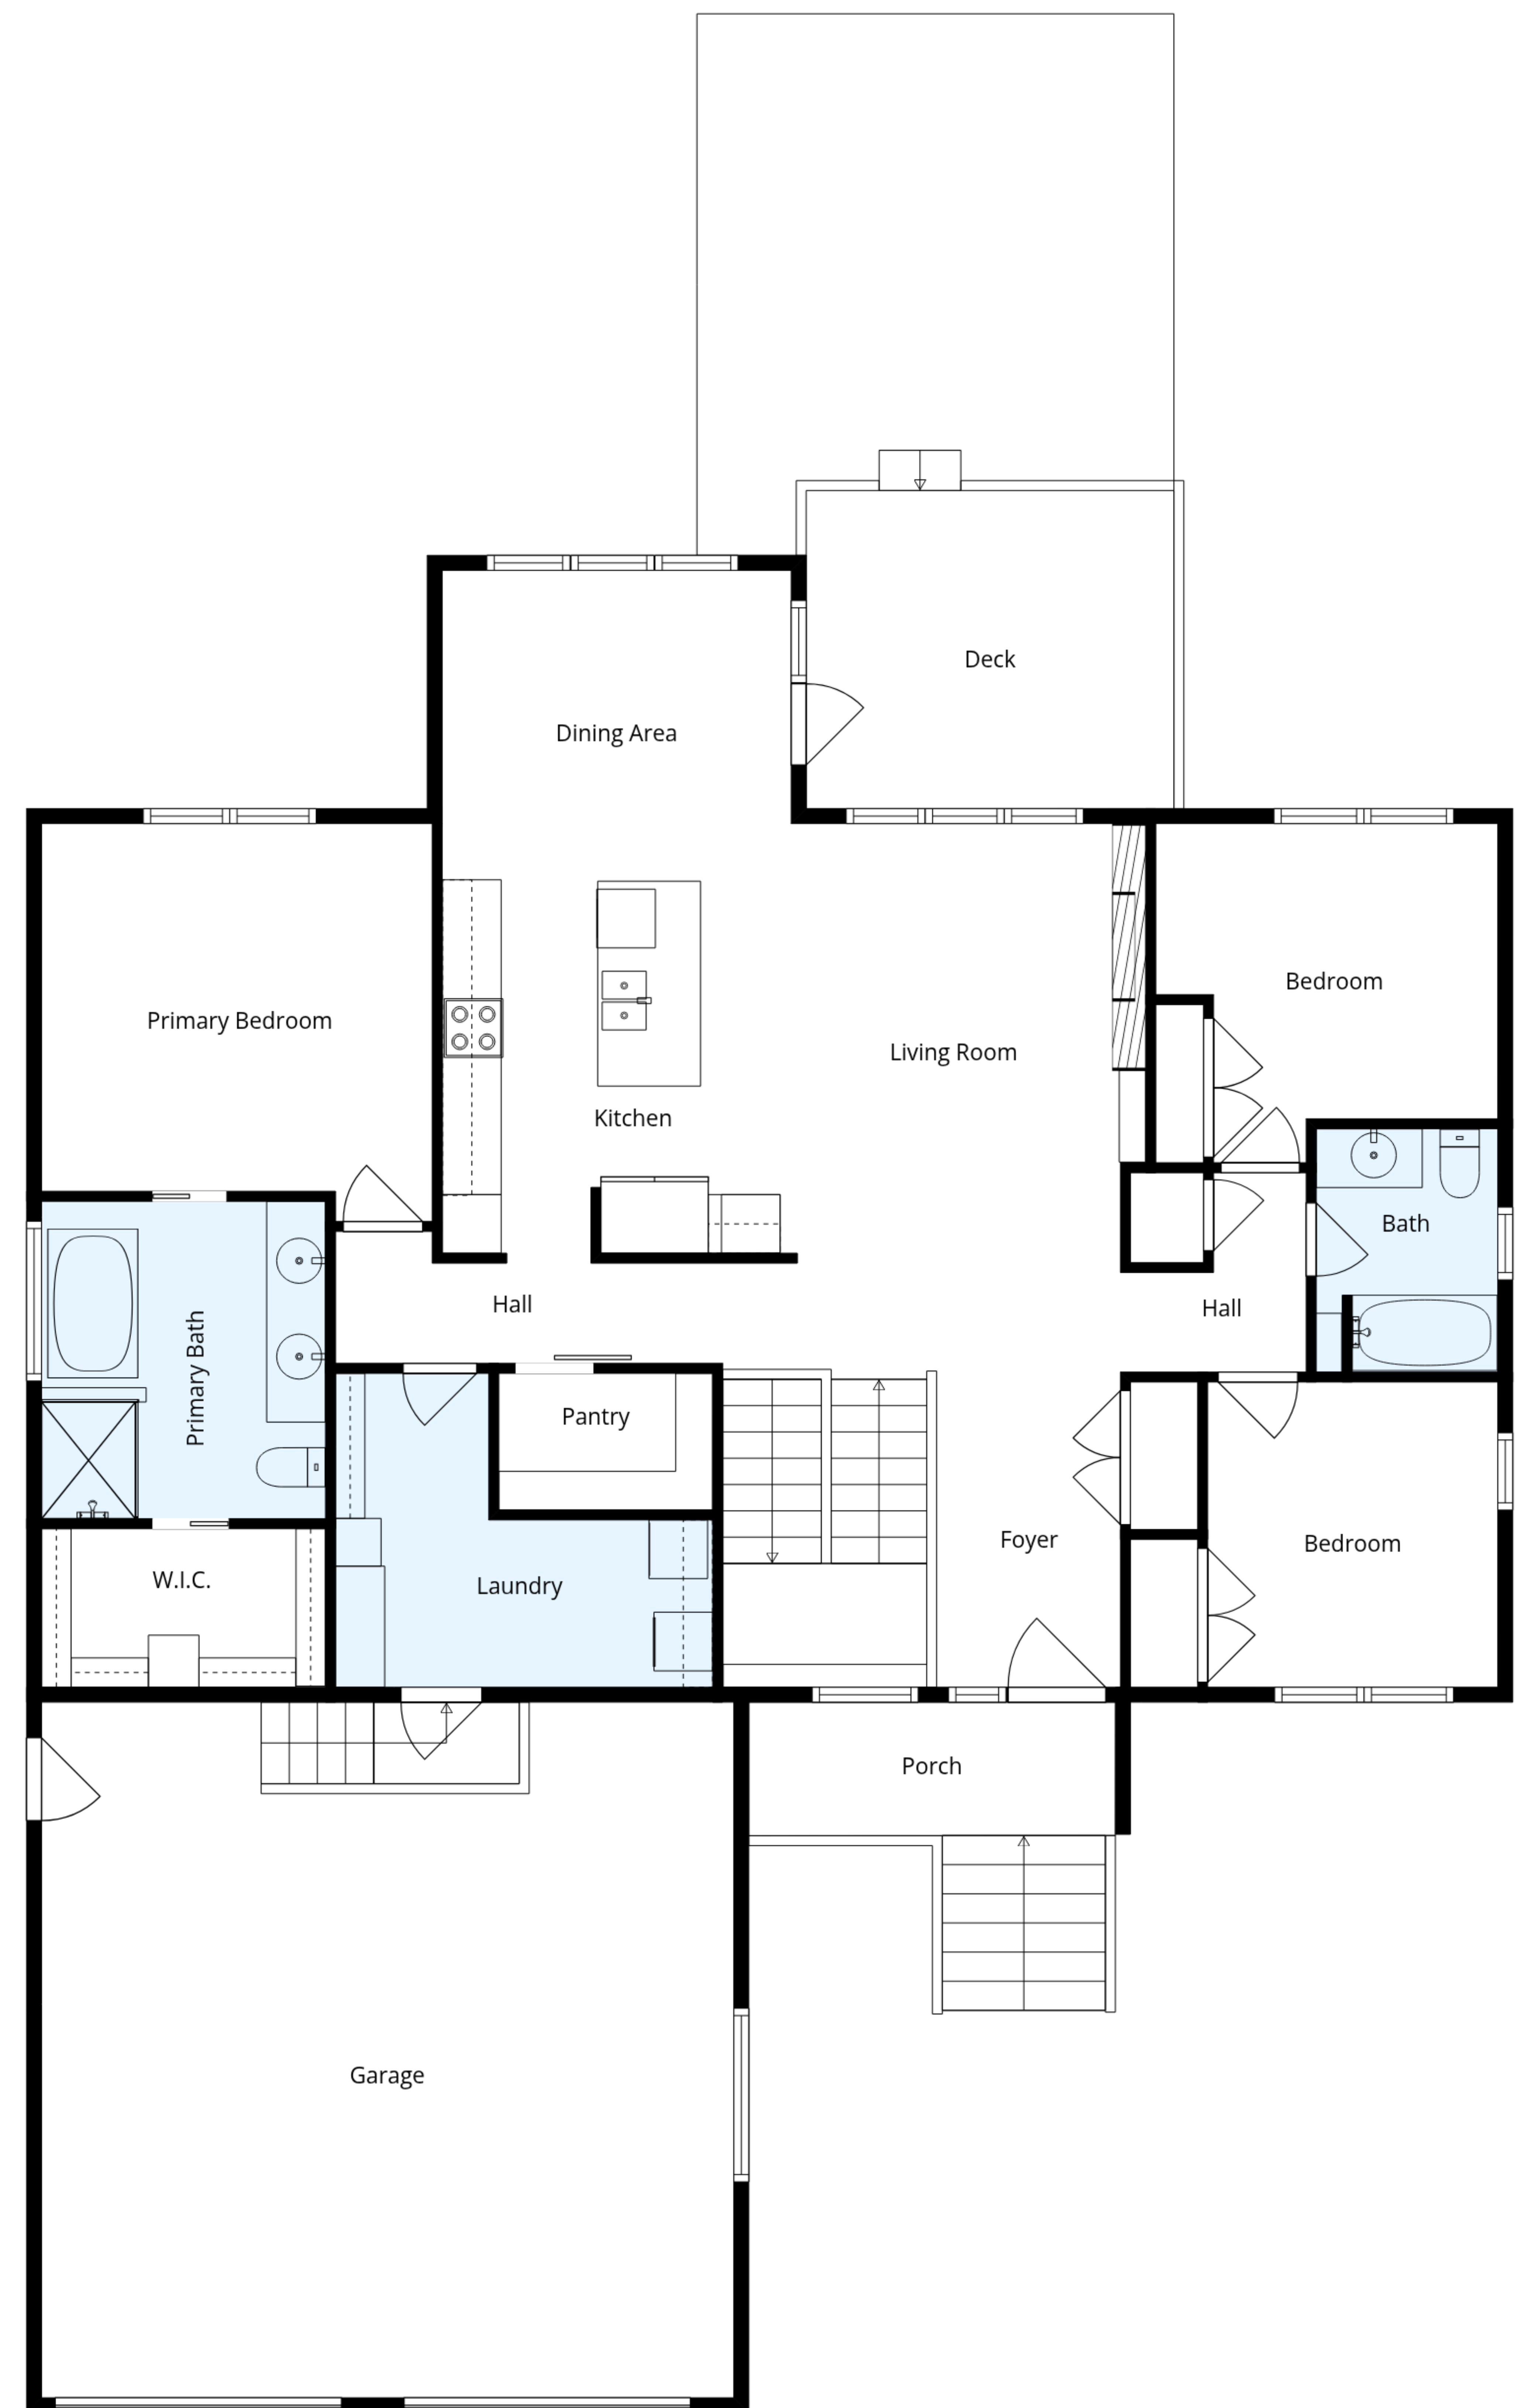 Deck
Dining Area
Bedroom
Primary Bedroom
Living Room
Kitchen
Bath
Hall
Hall
Primary Bath
Pantry
Foyer
Bedroom
W.I.C.
Laundry
Porch
Garage